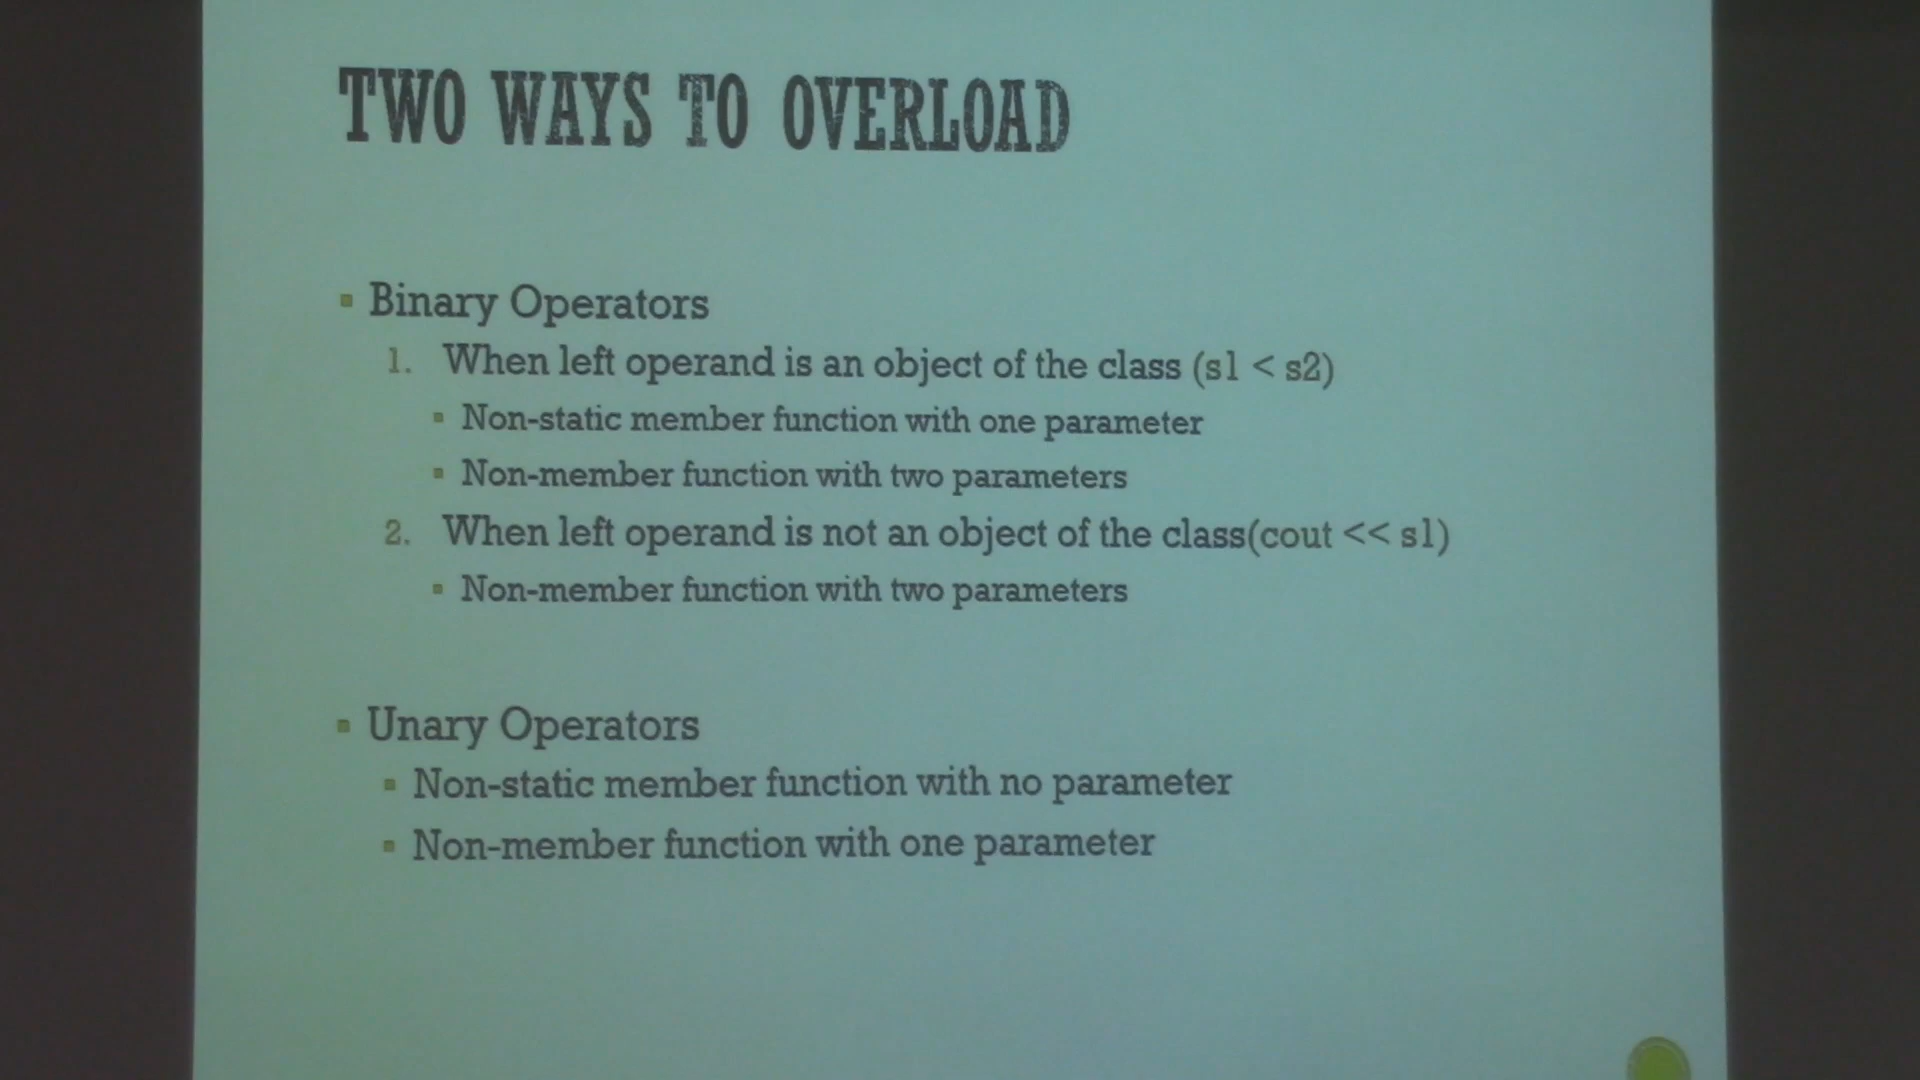 TWO WAYS TO OVERLOAD
▪ Binary Operators
1. When left operand is an object of the class (s1 < s2)
▪ Non-static member function with one parameter
▪ Non-member function with two parameters
2. When left operand is not an object of the class(cout << s1)
▪ Non-member function with two parameters
▪ Unary Operators
▪ Non-static member function with no parameter
▪ Non-member function with one parameter